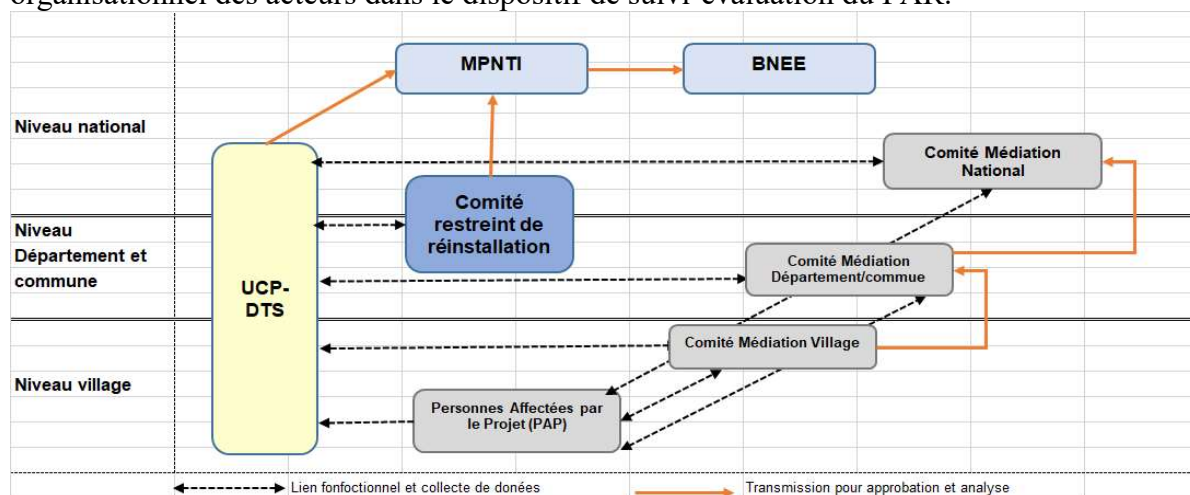 organisationnel des acteurs dans le dispositif de suivi-évaluation du PAR.
MPNTI
BNEE
Niveau national
Comité Médiation
National
Comité
restreint de
réinstallation
Niveau
Département et
commune
Comité Médiation
Département/commue
UCP-
DTS
Comité Médiation Village
Niveau village
Personnes Affectées par
le Projet (PAP)
Lien fonfoctionnel et collecte de donées
Transmission pour approbation et analyse